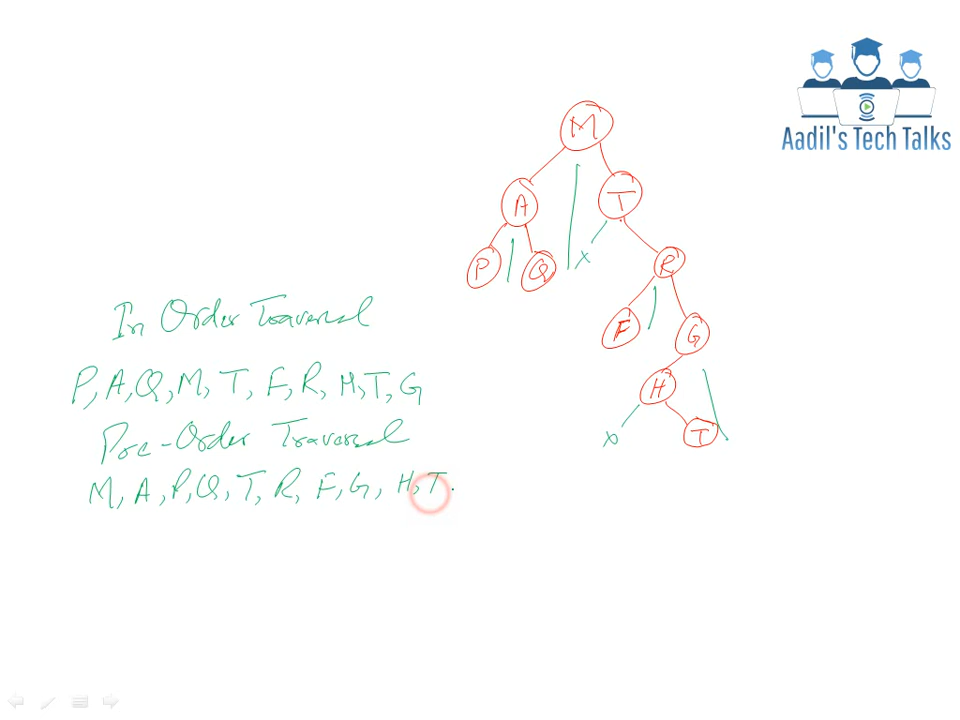 Aadil's Tech Talks
M
A
T
P
Q
X
R
F
G
H
X
T
In Order Traversal
P, A, Q, M, T, F, R, H, T, G
Pre-Order Traversal
M, A, P, Q, T, R, F, G, H, T.